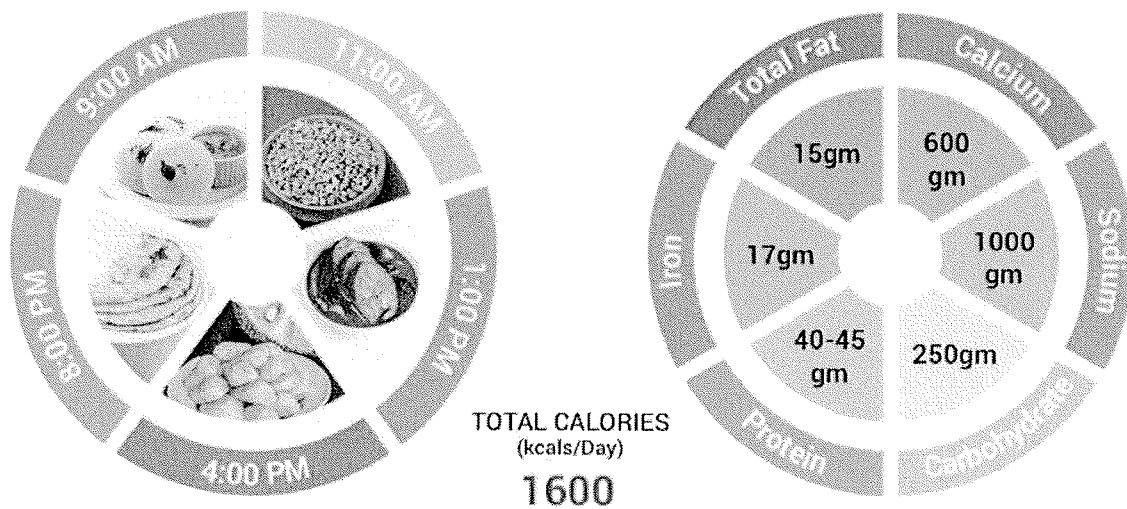 9:00 AM
11:00 AM
1:00 PM
4:00 PM
8:00 PM
TOTAL CALORIES
(kcals/Day)
1600
Total Fat
15gm
Calcium
600
gm
Sodium
1000
gm
Carbohydrate
250gm
Protein
40-45
gm
Iron
17gm